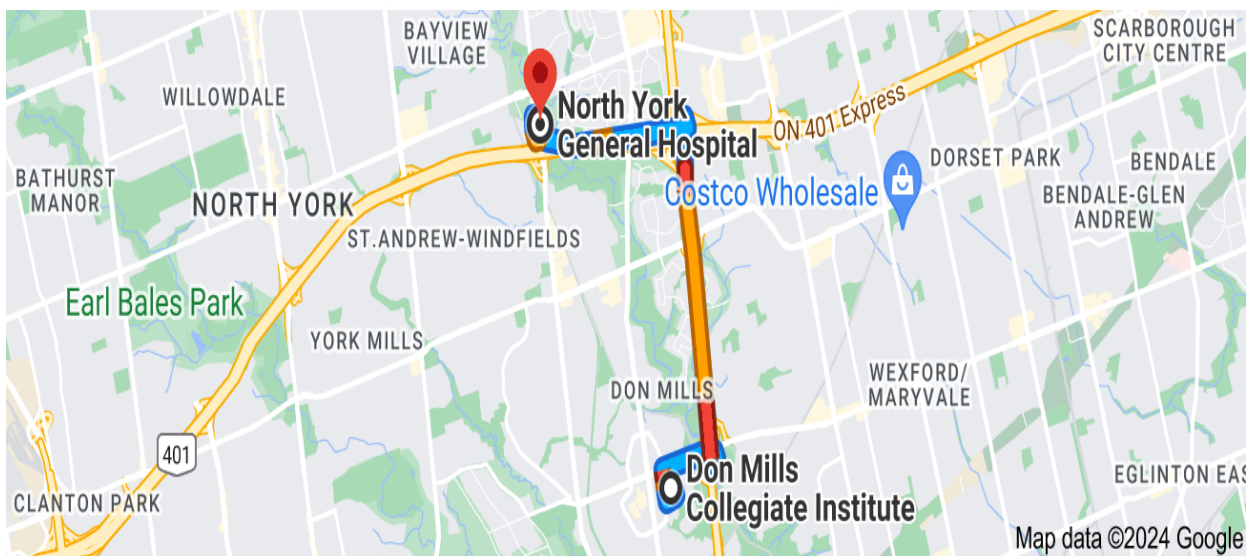 BAYVIEW
VILLAGE
SCARBOROUGH
CITY CENTRE
WILLOWDALE
North York
General Hospital
ON 401 Express
DORSET PARK
BENDALE
BATHURST
MANOR
NORTH YORK
Costco Wholesale
BENDALE-GLEN
ANDREW
ST.ANDREW-WINDFIELDS
Earl Bales Park
YORK MILLS
DON MILLS
WEXFORD/
MARYVALE
401
Don Mills
Collegiate Institute
CLANTON PARK
EGLINTON EAS
Map data ©2024 Google